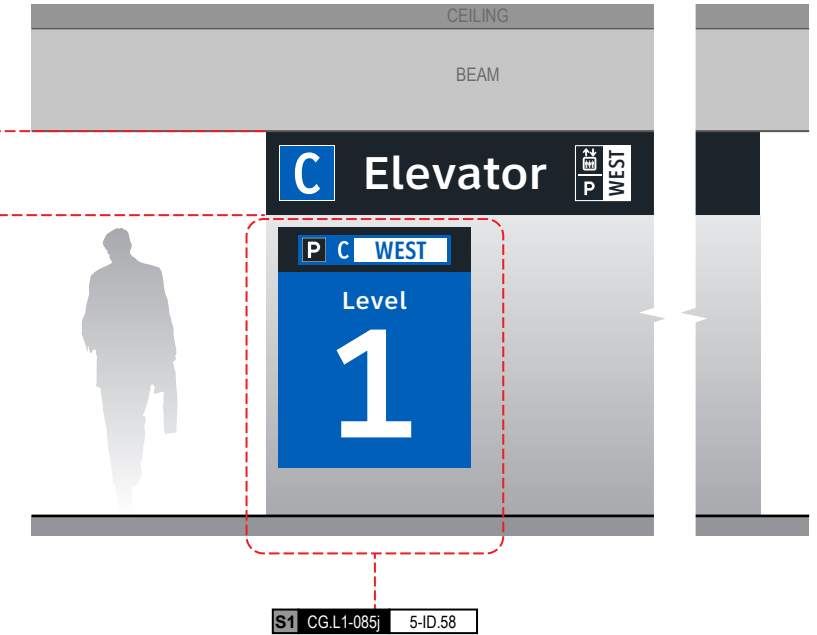 CEILING
BEAM
C Elevator P WEST
P C WEST
Level
1
S1 CG.L1-085j 5-ID.58